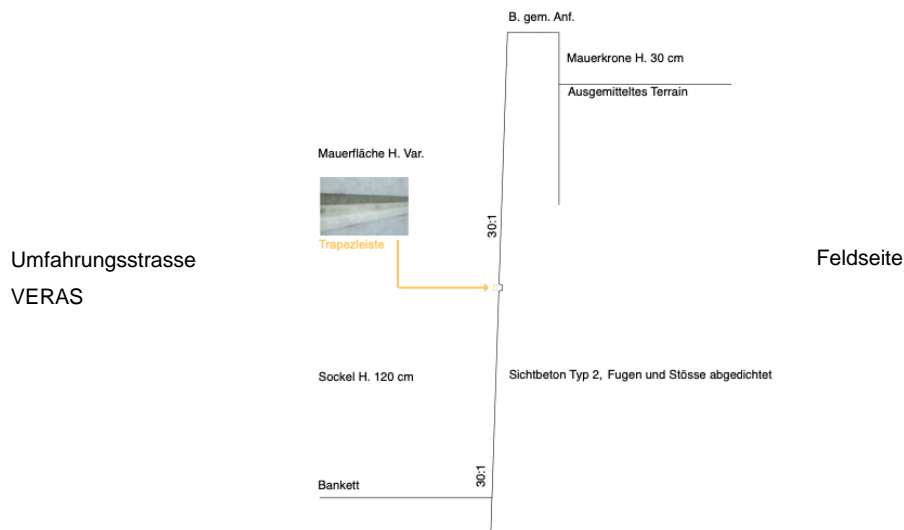 B. gem. Anf.
Mauerkrone H. 30 cm
Ausgemitteltes Terrain
Mauerfläche H. Var.
Trapezleiste
30:1
Umfahrungsstrasse
VERAS
Feldseite
Sockel H. 120 cm
Sichtbeton Typ 2, Fugen und Stösse abgedichtet
30:1
Bankett